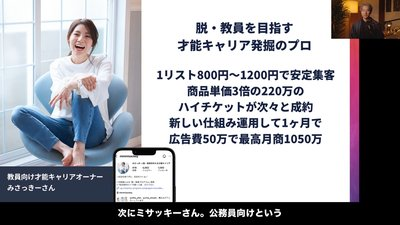 脱・教員を目指す
才能キャリア発掘のプロ
1リスト800円〜1200円で安定集客
商品単価3倍の220万の
ハイチケットが次々と成約
新しい仕組み運用して1ヶ月で
広告費50万で最高月商1050万
教員向け才能キャリアオーナー
みさっきーさん
次にミサッキーさん。公務員向けという